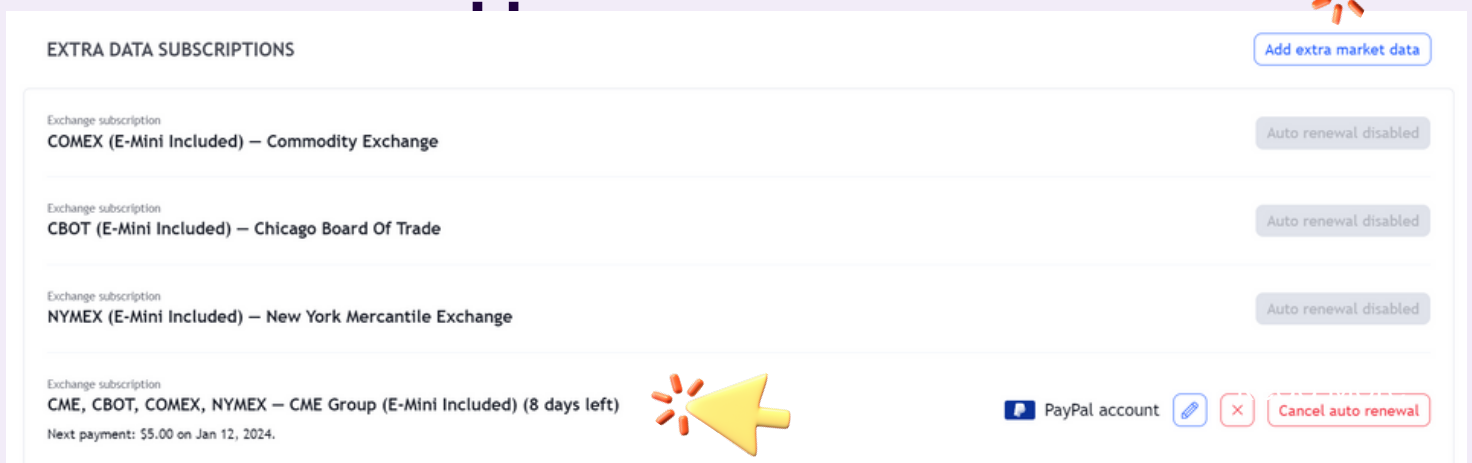 EXTRA DATA SUBSCRIPTIONS
Add extra market data
Exchange subscription
COMEX (E-Mini Included) — Commodity Exchange
Auto renewal disabled
Exchange subscription
CBOT (E-Mini Included) — Chicago Board Of Trade
Auto renewal disabled
Exchange subscription
NYMEX (E-Mini Included) — New York Mercantile Exchange
Auto renewal disabled
Exchange subscription
CME, CBOT, COMEX, NYMEX — CME Group (E-Mini Included) (8 days left)
PayPal account
Cancel auto renewal
Next payment: $5.00 on Jan 12, 2024.